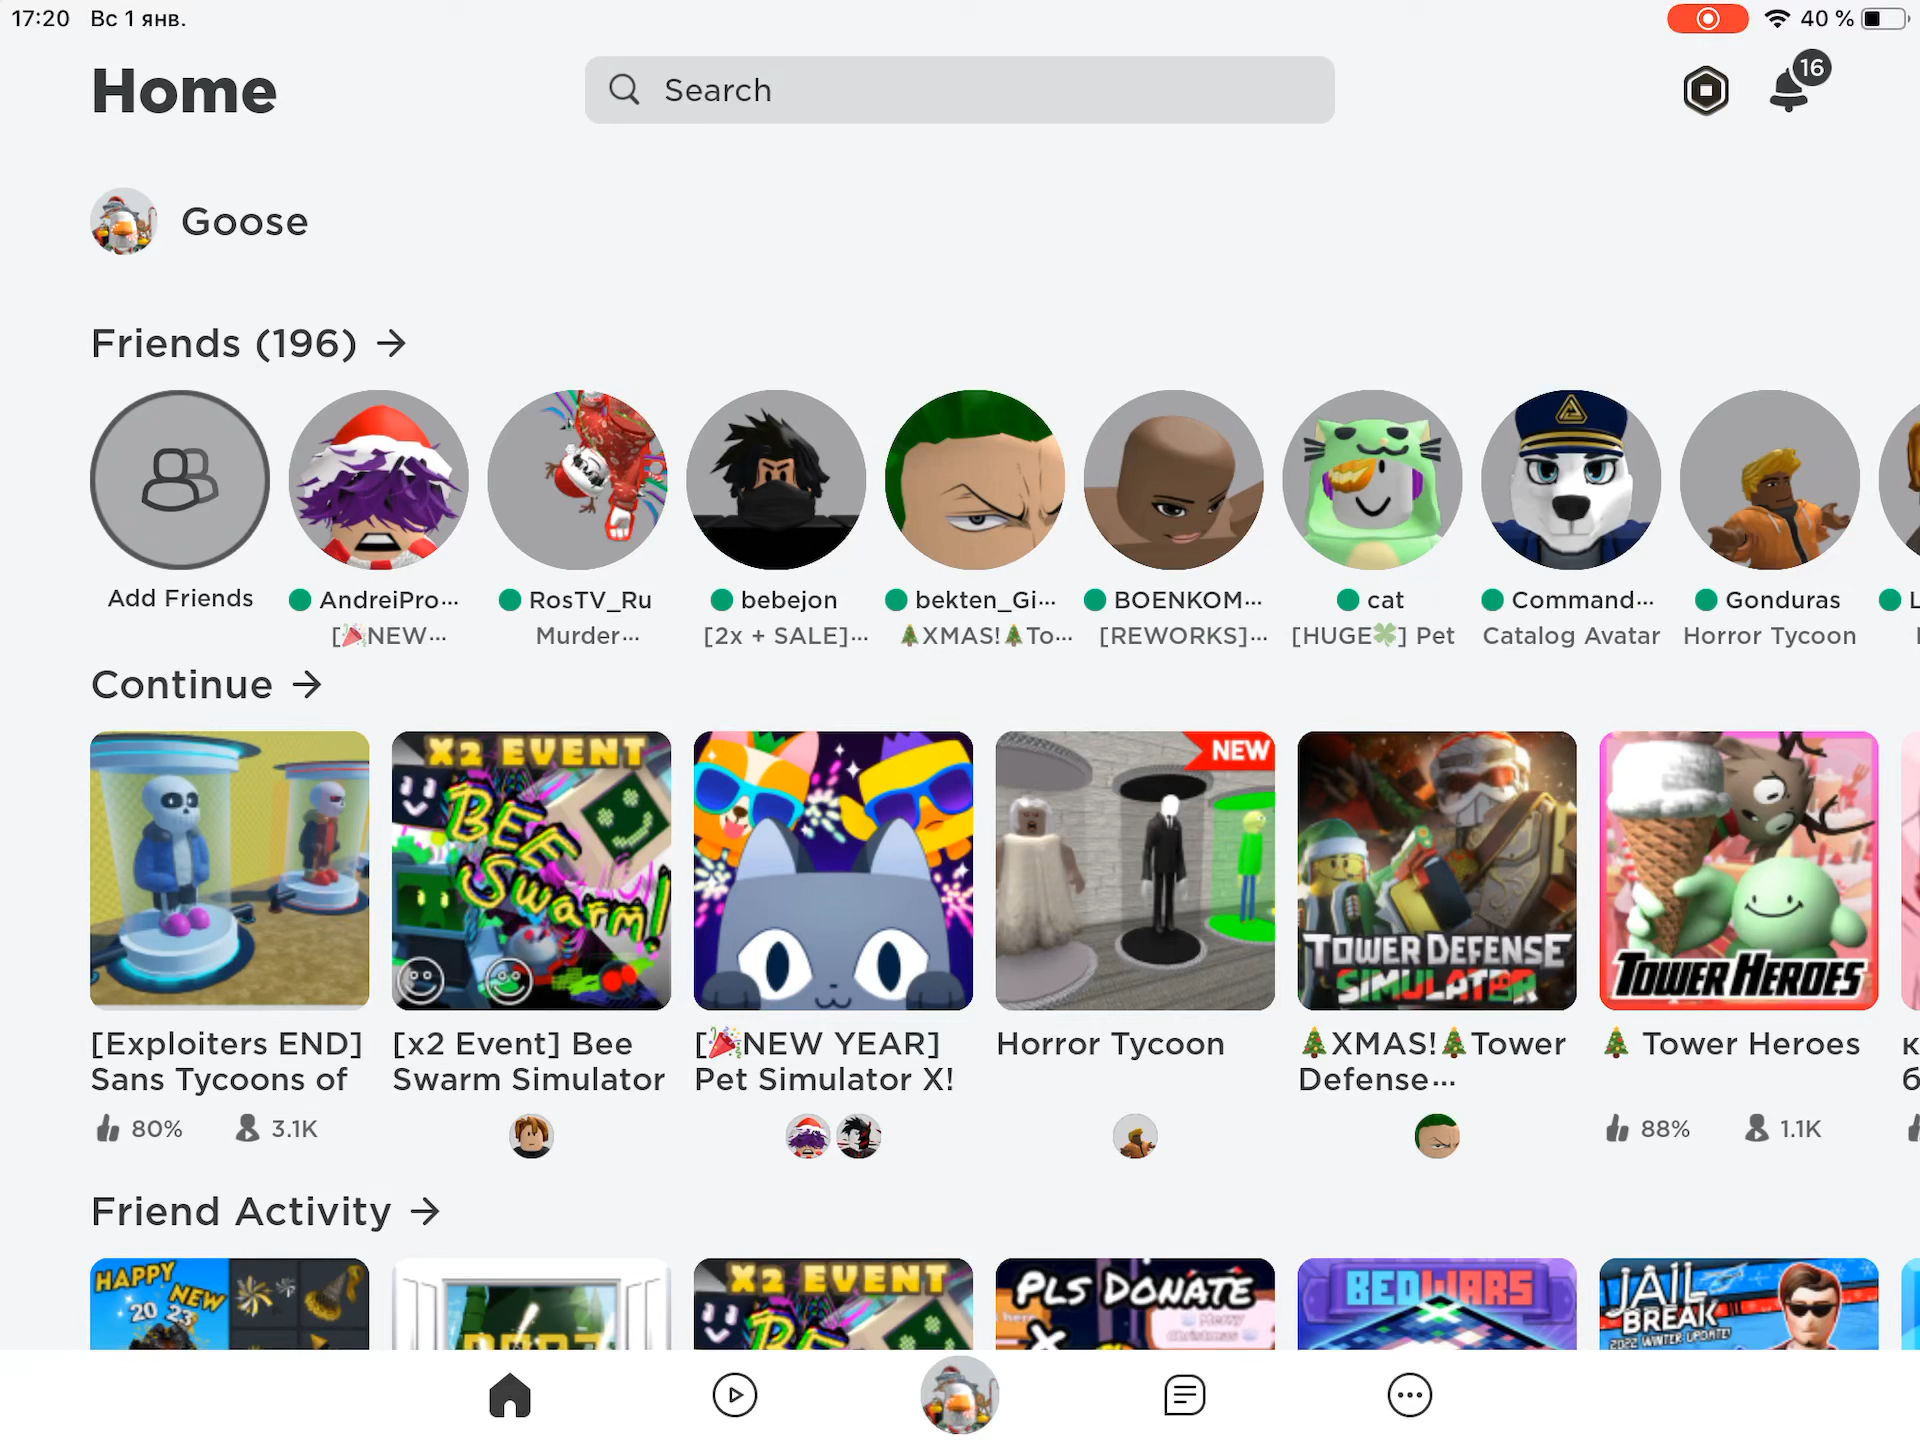 17:20 Вс 1 янв.
40 %
Home
Search
16
Goose
Friends (196) →
Add Friends
AndreiPro...
[🎉NEW...
RosTV_Ru
Murder...
bebejon
[2x + SALE]...
bekten_Gi...
🎄XMAS!🎄To...
BOENKOM...
[REWORKS]...
cat
[HUGE🍀] Pet
Command...
Catalog Avatar
Gonduras
Horror Tycoon
Continue →
X2 EVENT
BEE
Swarm!
NEW
TOWER DEFENSE
SIMULATOR
TOWER HEROES
[Exploiters END]
Sans Tycoons of
80%
3.1K
[x2 Event] Bee
Swarm Simulator
[🎉NEW YEAR]
Pet Simulator X!
Horror Tycoon
🎄XMAS!🎄Tower
Defense...
🎄 Tower Heroes
88%
1.1K
Friend Activity →
HAPPY
NEW
2023
X2 EVENT
PLS DONATE
here
Merry
Christmas
BEDWARS
JAIL
BREAK
2022 WINTER UPDATE!